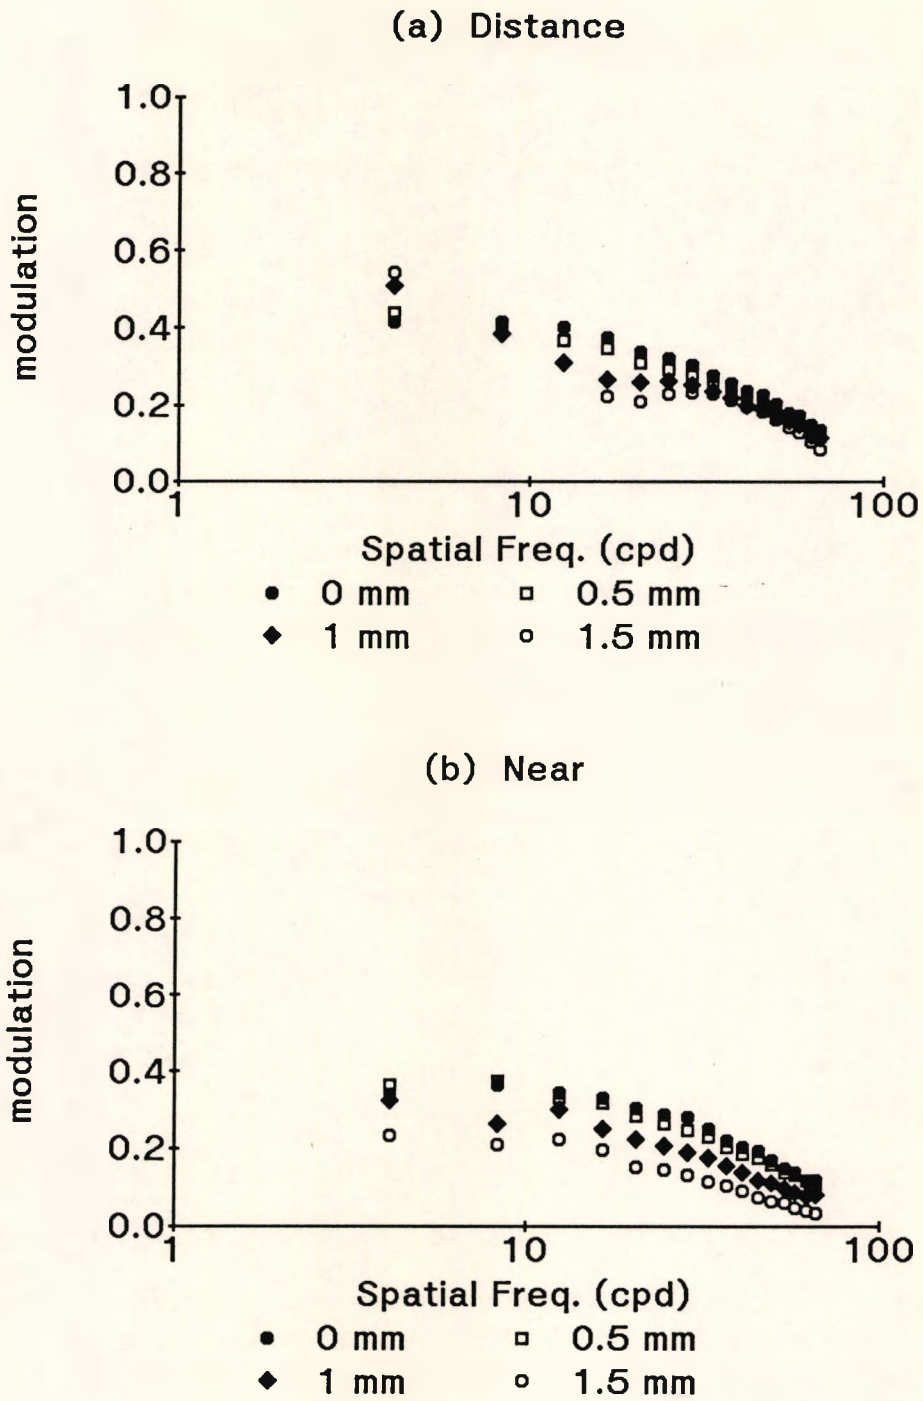 (a) Distance
1.0
0.8
0.6
0.4
0.2
0.0
modulation
1 10 100
Spatial Freq. (cpd)
0 mm 0.5 mm
1 mm 1.5 mm
(b) Near
1.0
0.8
0.6
0.4
0.2
0.0
modulation
1 10 100
Spatial Freq. (cpd)
0 mm 0.5 mm
1 mm 1.5 mm